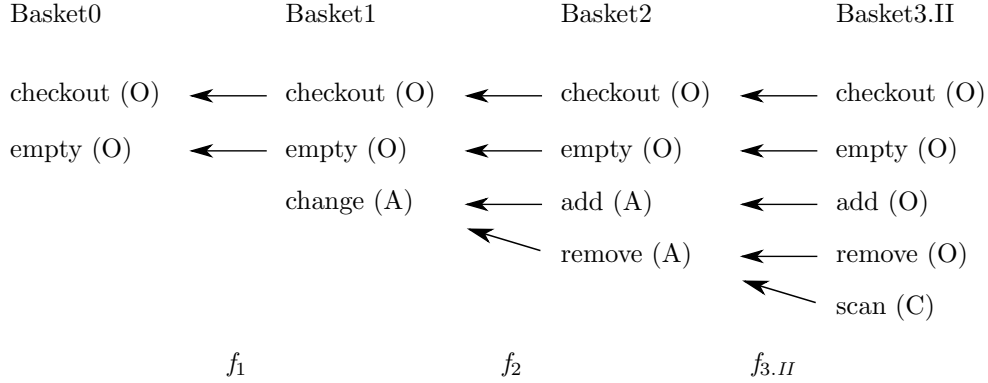 Basket0 Basket1 Basket2 Basket3.II
checkout (O) checkout (O) checkout (O) checkout (O)
empty (O) empty (O) empty (O) empty (O)
change (A) add (A) add (O)
remove (A) remove (O)
scan (C)
f1 f2 f3.II